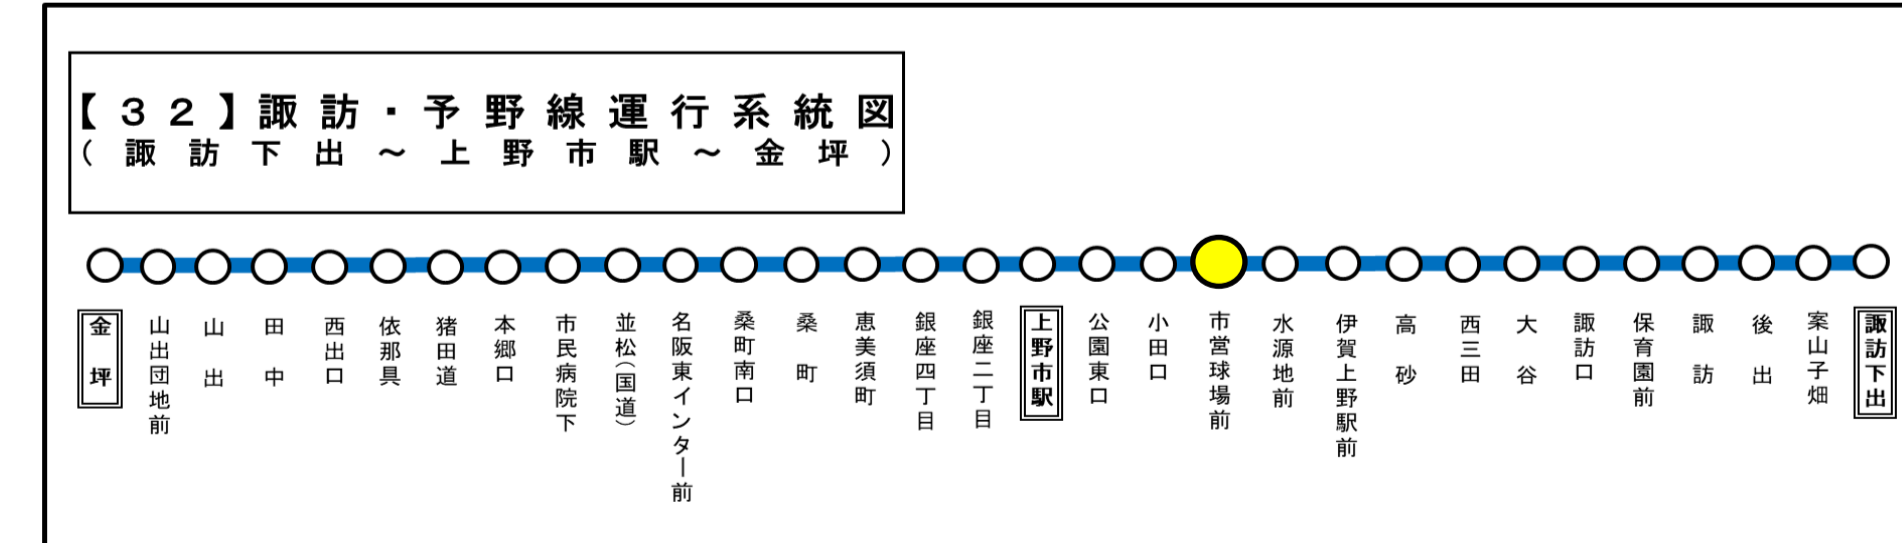 【３２】諏訪・予野線運行系統図
（諏訪下出～上野市駅～金坪）
金坪
山出団地前
山出
田中
西出口
依那具
猪田道
本郷口
市民病院下
並松（国道）
名阪東インター前
桑町南口
桑町
恵美須町
銀座四丁目
銀座二丁目
上野市駅
公園東口
小田口
市営球場前
水源地前
伊賀上野駅前
高砂
西三田
大谷
諏訪口
保育園前
諏訪
後出
案山子畑
諏訪下出